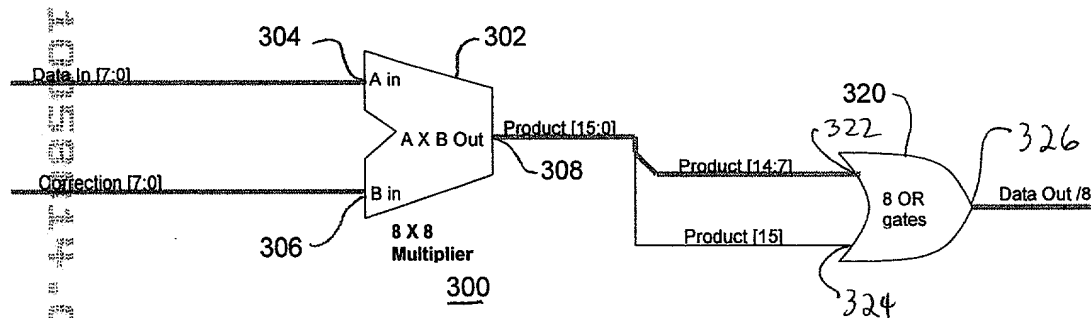 304
302
Data In [7:0]
A in
320
A X B Out
Product [15:0]
322
326
308
Product [14:7]
Correction [7:0]
B in
8 OR
gates
Data Out /8
306
8 X 8
Multiplier
Product [15]
300
324